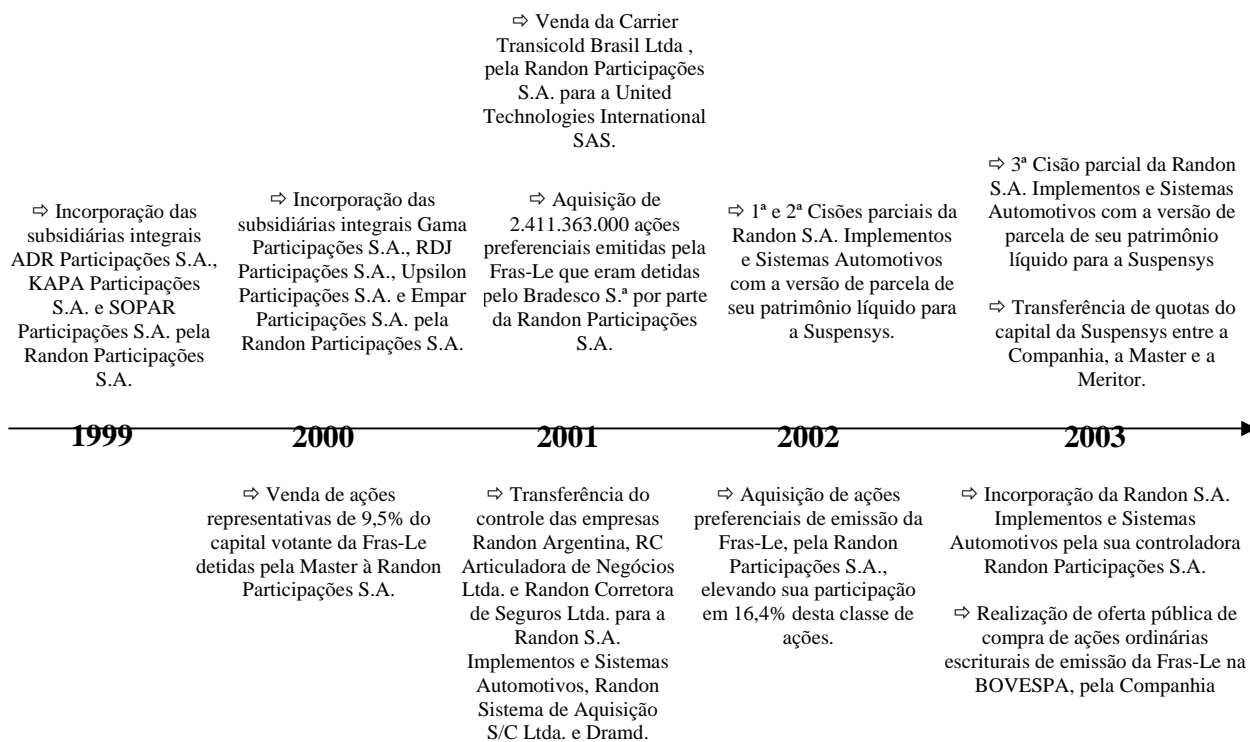 ⇨ Venda da Carrier
Transicold Brasil Ltda ,
pela Randon Participações
S.A. para a United
Technologies International
SAS.
⇨ Incorporação das
subsidiárias integrais
ADR Participações S.A.,
KAPA Participações
S.A. e SOPAR
Participações S.A. pela
Randon Participações
S.A.
⇨ Incorporação das
subsidiárias integrais Gama
Participações S.A., RDJ
Participações S.A., Upsilon
Participações S.A. e Empar
Participações S.A. pela
Randon Participações S.A.
⇨ Aquisição de
2.411.363.000 ações
preferenciais emitidas pela
Fras-Le que eram detidas
pelo Bradesco S.ª por parte
da Randon Participações
S.A.
⇨ 1ª e 2ª Cisões parciais da
Randon S.A. Implementos
e Sistemas Automotivos
com a versão de parcela de
seu patrimônio líquido para
a Suspensys.
⇨ 3ª Cisão parcial da Randon
S.A. Implementos e Sistemas
Automotivos com a versão de
parcela de seu patrimônio
líquido para a Suspensys
⇨ Transferência de quotas do
capital da Suspensys entre a
Companhia, a Master e a
Meritor.
1999 2000 2001 2002 2003
⇨ Venda de ações
representativas de 9,5% do
capital votante da Fras-Le
detidas pela Master à Randon
Participações S.A.
⇨ Transferência do
controle das empresas
Randon Argentina, RC
Articuladora de Negócios
Ltda. e Randon Corretora
de Seguros Ltda. para a
Randon S.A.
Implementos e Sistemas
Automotivos, Randon
Sistema de Aquisição
S/C Ltda. e Dramd.
⇨ Aquisição de ações
preferenciais de emissão da
Fras-Le, pela Randon
Participações S.A.,
elevando sua participação
em 16,4% desta classe de
ações.
⇨ Incorporação da Randon S.A.
Implementos e Sistemas
Automotivos pela sua controladora
Randon Participações S.A.
⇨ Realização de oferta pública de
compra de ações ordinárias
escriturais de emissão da Fras-Le na
BOVESPA, pela Companhia